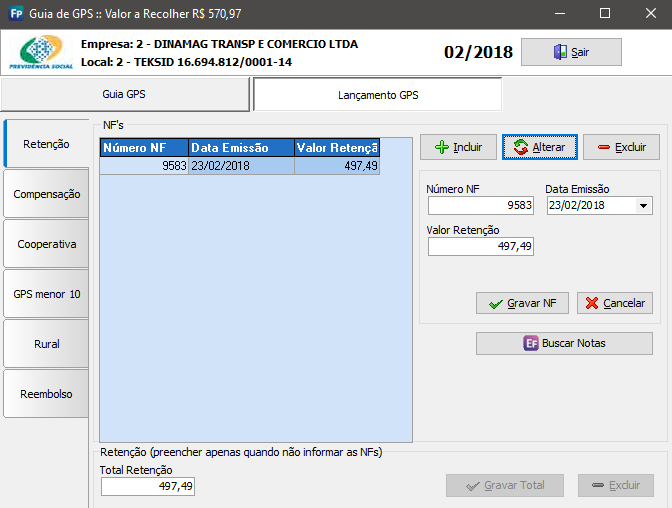 Guia de GPS :: Valor a Recolher R$ 570,97
PREVIDÊNCIA SOCIAL
Empresa: 2 - DINAMAG TRANSP E COMERCIO LTDA
Local: 2 - TEKSID 16.694.812/0001-14
02/2018
Sair
Guia GPS
Lançamento GPS
Retenção
Compensação
Cooperativa
GPS menor 10
Rural
Reembolso
NF's
Número NF Data Emissão Valor Retençã
9583 23/02/2018 497,49
Incluir
Alterar
Excluir
Número NF Data Emissão
9583 23/02/2018
Valor Retenção
497,49
Gravar NF
Cancelar
Buscar Notas
Retenção (preencher apenas quando não informar as NFs)
Total Retenção
497,49
Gravar Total
Excluir